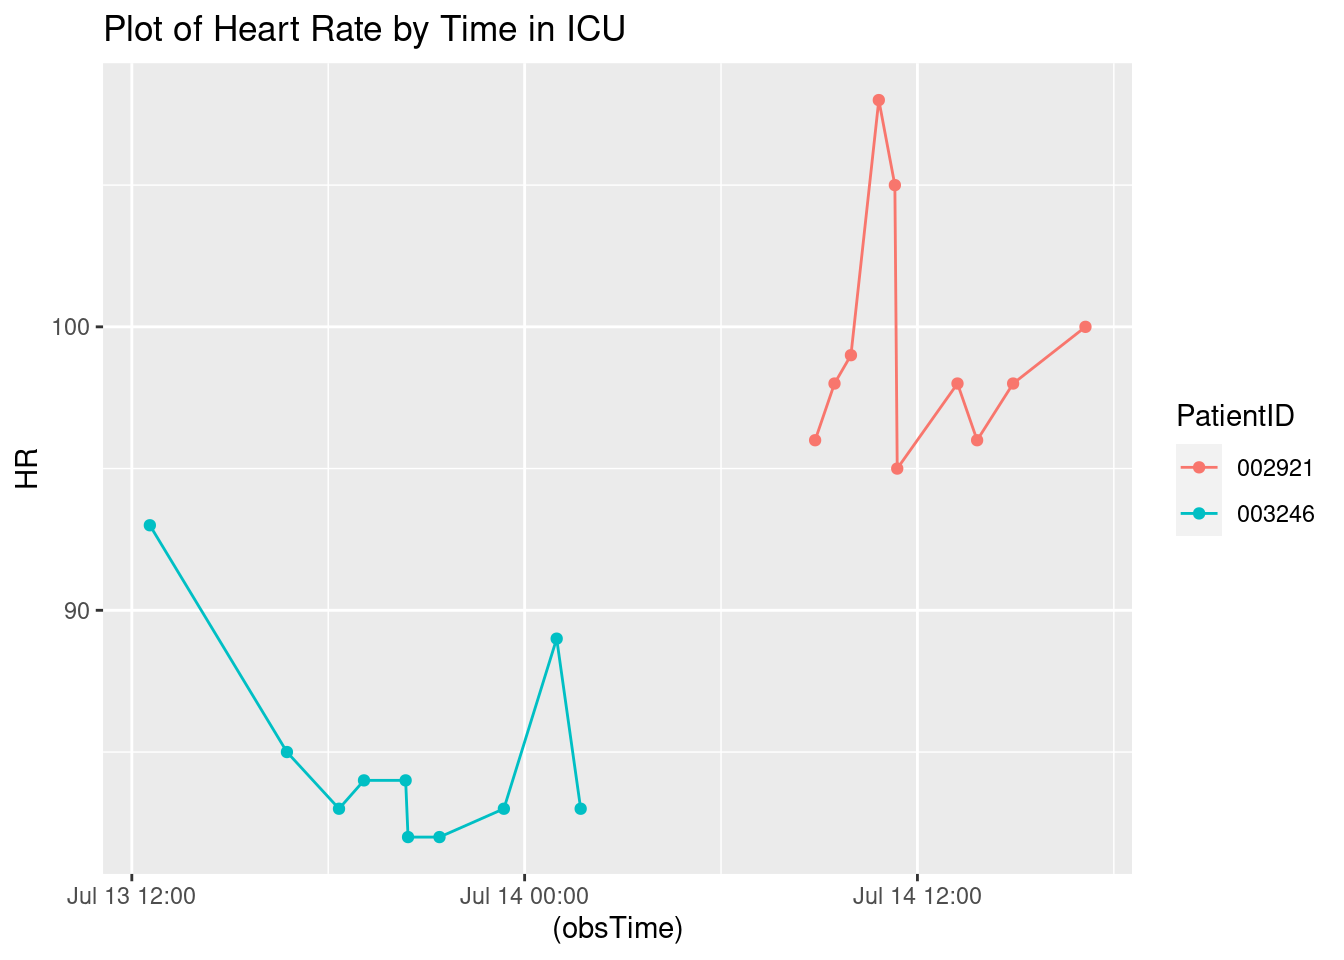 Plot of Heart Rate by Time in ICU
HR
100
90
Jul 13 12:00
Jul 14 00:00
Jul 14 12:00
(obsTime)
PatientID
002921
003246